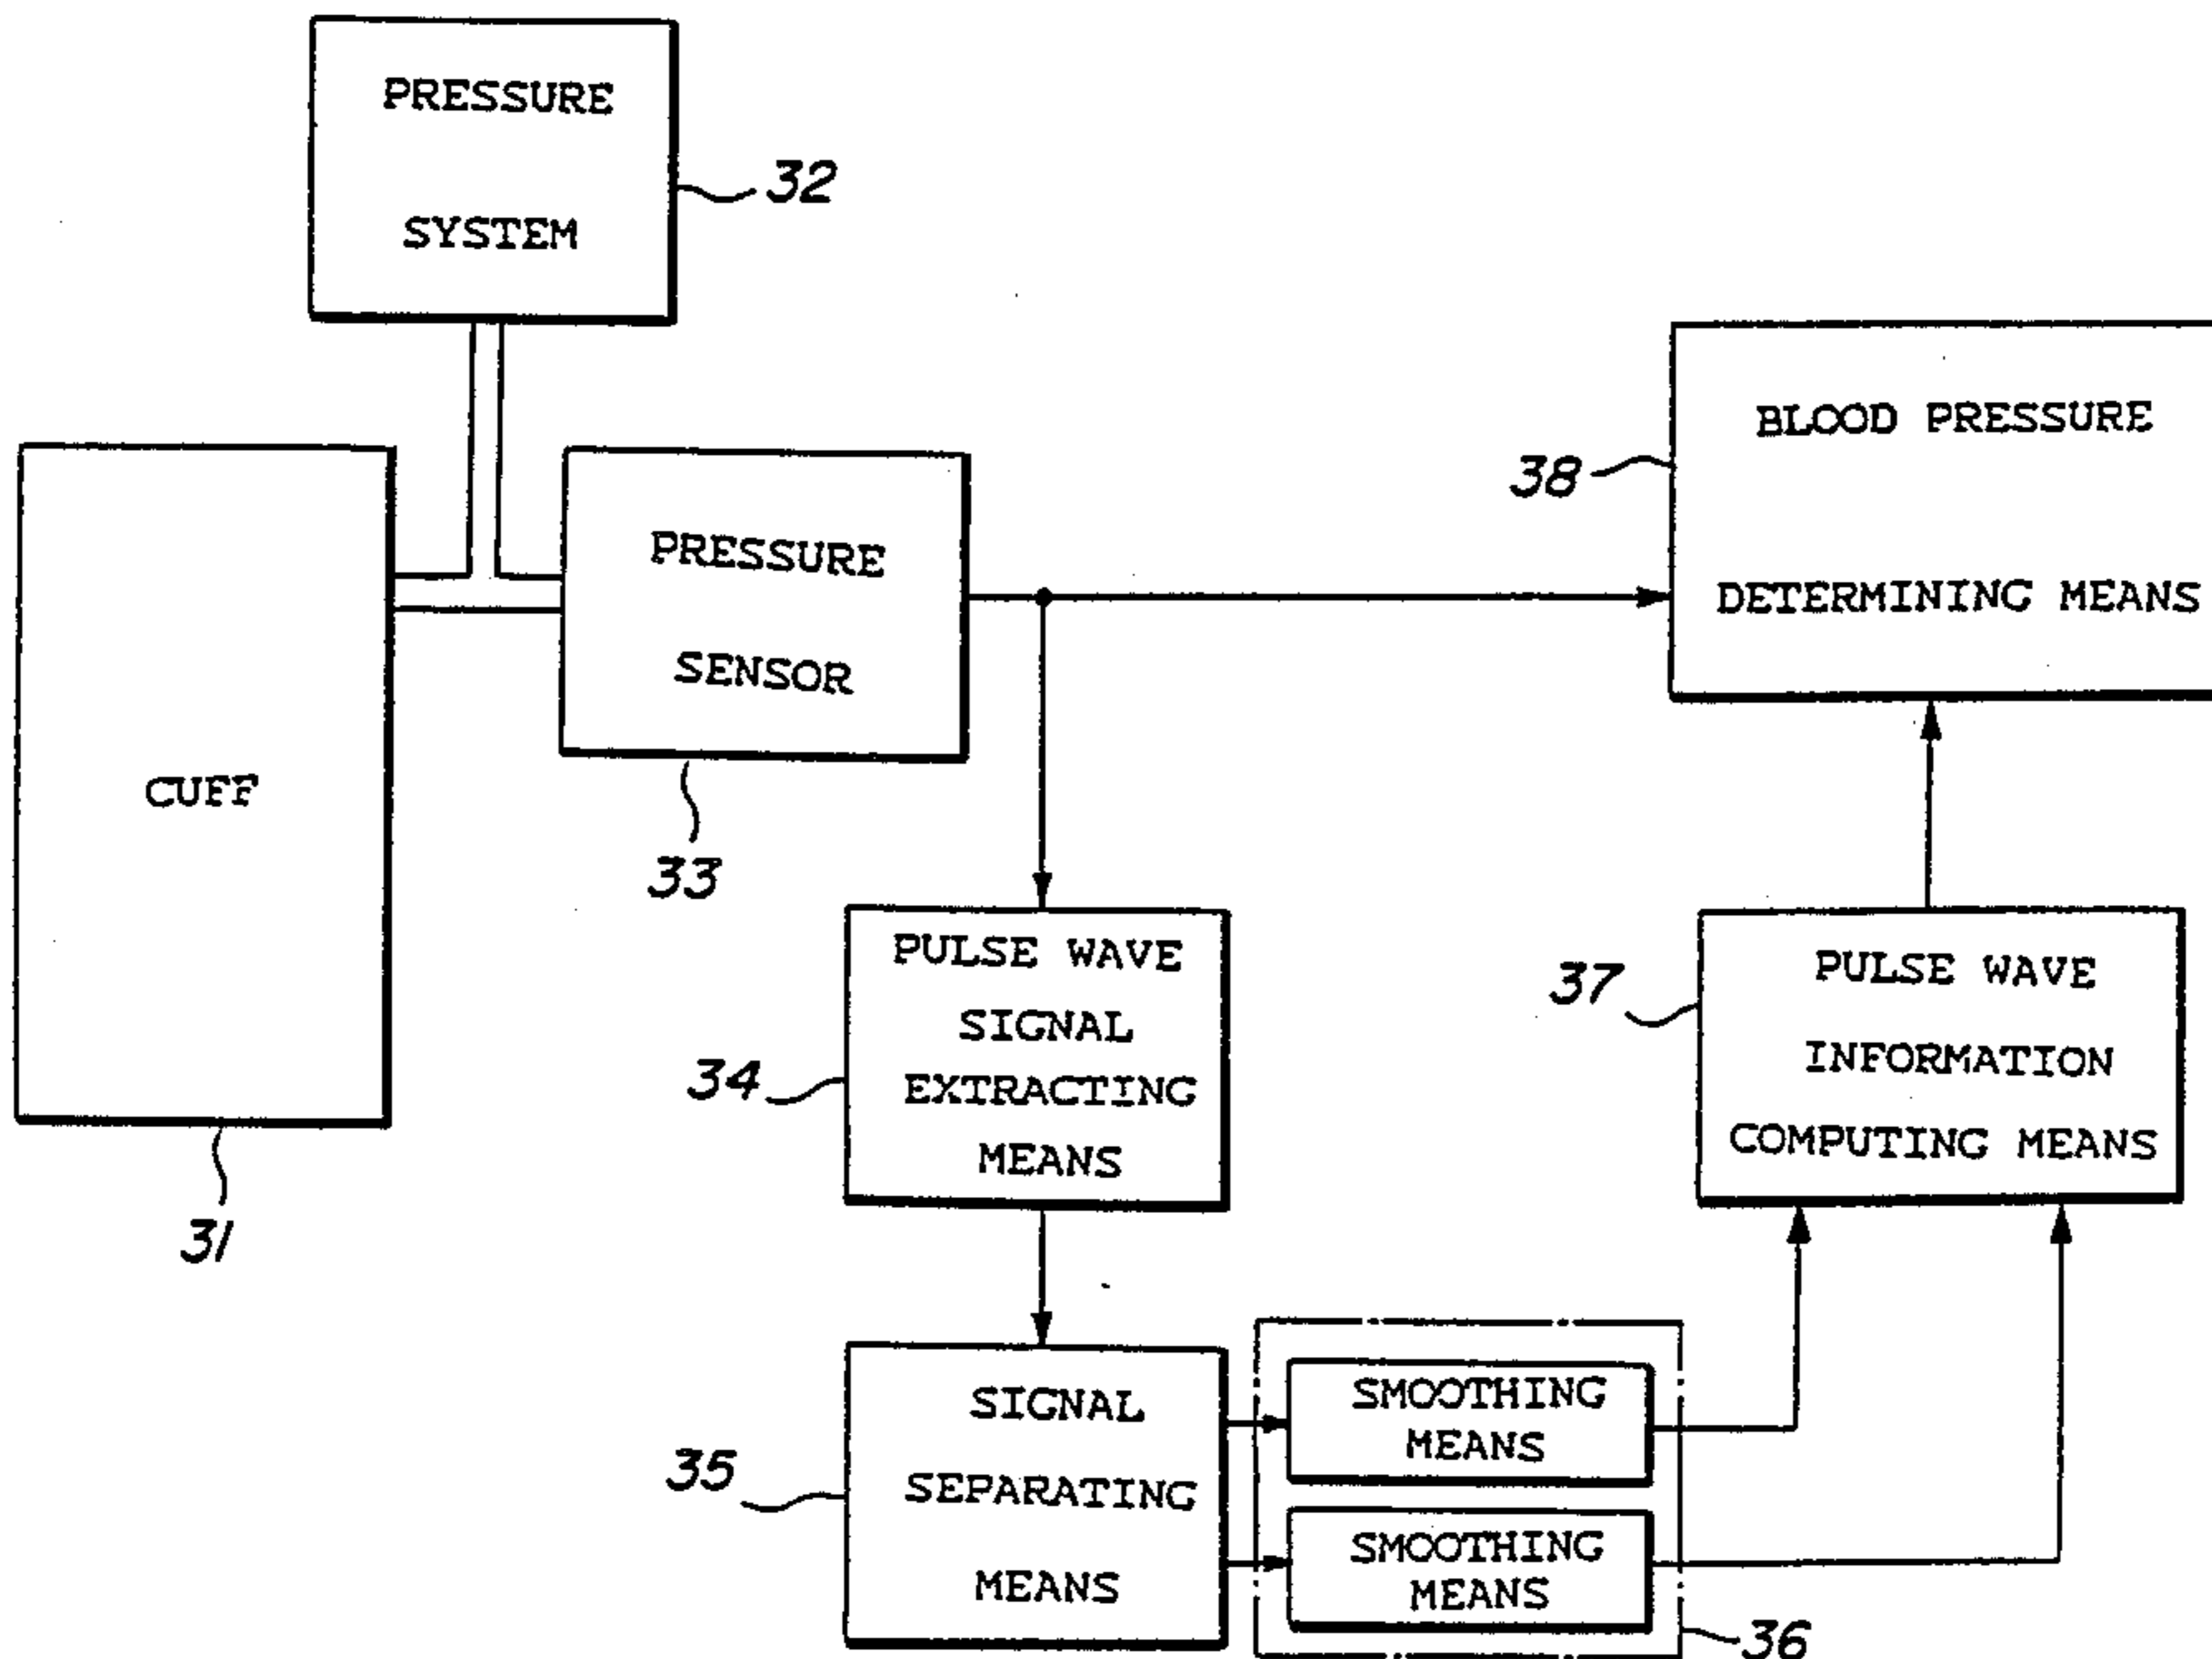 PRESSURE
SYSTEM
32
CUFF
31
PRESSURE
SENSOR
33
BLOOD PRESSURE
DETERMINING MEANS
38
PULSE WAVE
SIGNAL
EXTRACTING
MEANS
34
PULSE WAVE
INFORMATION
COMPUTING MEANS
37
SIGNAL
SEPARATING
MEANS
35
SMOOTHING
MEANS
SMOOTHING
MEANS
36